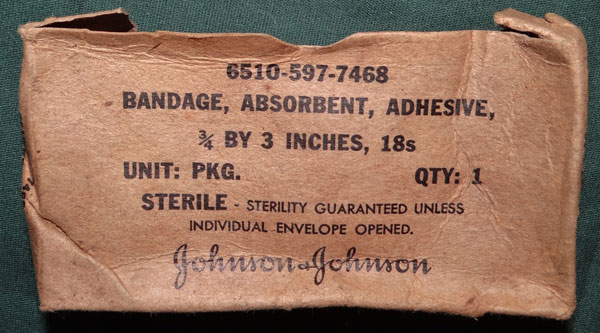 6510-597-7468
BANDAGE, ABSORBENT, ADHESIVE,
¾ BY 3 INCHES, 18s
UNIT: PKG. QTY: 1
STERILE - STERILITY GUARANTEED UNLESS
INDIVIDUAL ENVELOPE OPENED.
Johnson & Johnson